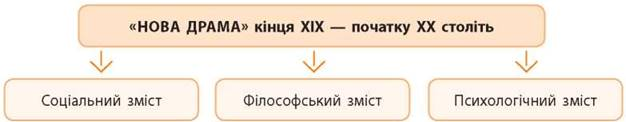 «НОВА ДРАМА» кінця XIX — початку XX століть
Соціальний зміст
Філософський зміст
Психологічний зміст